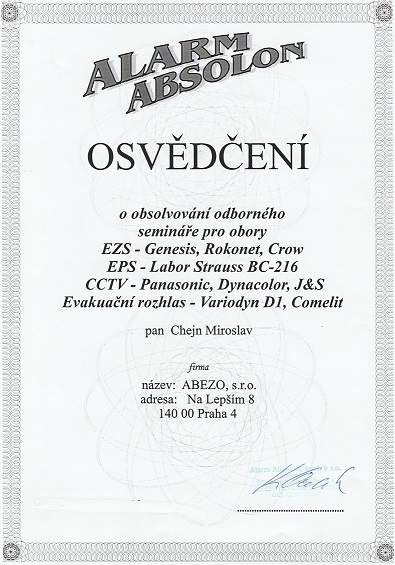 ALARM
ABSOLON
OSVĚDČENÍ
o obsolvování odborného
semináře pro obory
EZS - Genesis, Rokonet, Crow
EPS - Labor Strauss BC-216
CCTV - Panasonic, Dynacolor, J&S
Evakuační rozhlas - Variodyn D1, Comelit
pan Chejn Miroslav
firma
název: ABEZO, s.r.o.
adresa: Na Lepším 8
140 00 Praha 4